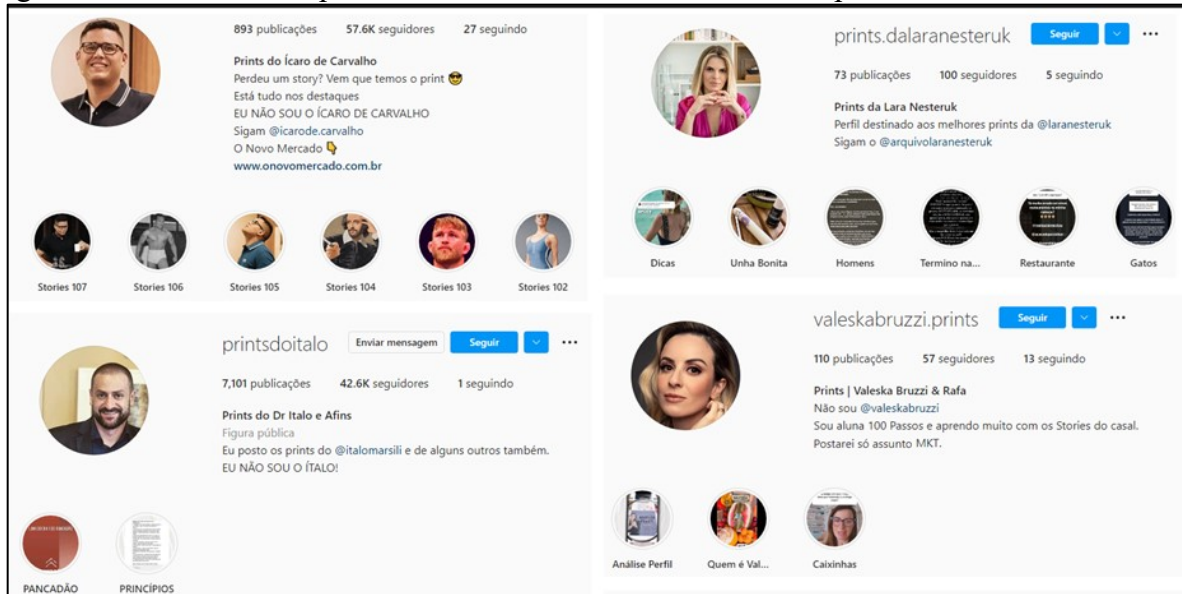 893 publicações 57.6K seguidores 27 seguindo
Prints do Ícaro de Carvalho
Perdeu um story? Vem que temos o print 😎
Está tudo nos destaques
EU NÃO SOU O ÍCARO DE CARVALHO
Sigam @icarode.carvalho
O Novo Mercado 👇
www.onovomercado.com.br
Stories 107 Stories 106 Stories 105 Stories 104 Stories 103 Stories 102
prints.dalaranesteruk Seguir
73 publicações 100 seguidores 5 seguindo
Prints da Lara Nesteruk
Perfil destinado aos melhores prints da @laranesteruk
Sigam o @arquivolaranesteruk
Dicas Unha Bonita Homens Termino na... Restaurante Gatos
printsdoitalo Enviar mensagem Seguir
7,101 publicações 42.6K seguidores 1 seguindo
Prints do Dr Italo e Afins
Figura pública
Eu posto os prints do @italomarsili e de alguns outros também.
EU NÃO SOU O ÍTALO!
PANCADÃO PRINCÍPIOS
valeskabruzzi.prints Seguir
110 publicações 57 seguidores 13 seguindo
Prints | Valeska Bruzzi & Rafa
Não sou @valeskabruzzi
Sou aluna 100 Passos e aprendo muito com os Stories do casal.
Postarei só assunto MKT.
Análise Perfil Quem é Val... Caixinhas